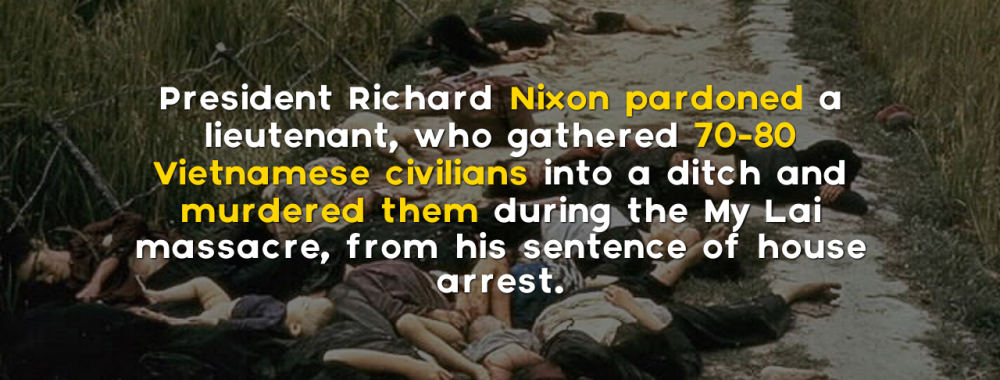 President Richard Nixon pardoned a
lieutenant, who gathered 70-80
Vietnamese civilians into a ditch and
murdered them during the My Lai
massacre, from his sentence of house
arrest.